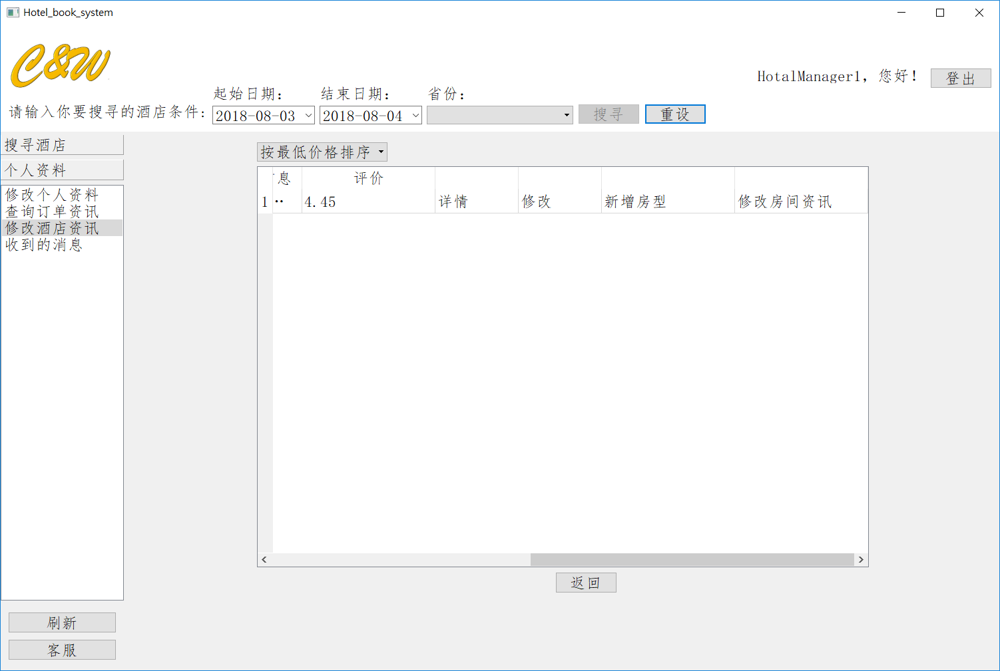 Hotel_book_system
C&W
HotalManager1, 您好!
登出
起始日期:
结束日期:
省份:
请输入你要搜寻的酒店条件:
2018-08-03
2018-08-04
搜寻
重设
搜寻酒店
个人资料
修改个人资料
查询订单资讯
修改酒店资讯
收到的消息
按最低价格排序
息 评价
1 ·· 4.45 详情 修改 新增房型 修改房间资讯
返回
刷新
客服